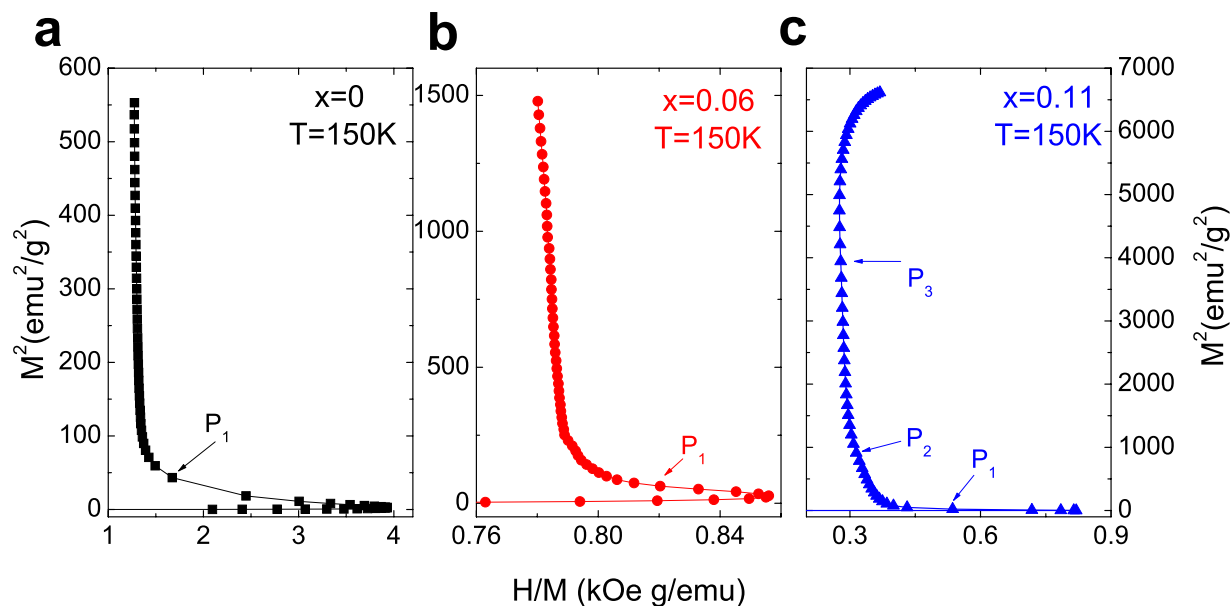 a
b
c
x=0
T=150K
x=0.06
T=150K
x=0.11
T=150K
P₁
P₁
P₃
P₂
P₁
600
500
400
300
200
100
0
1
2
3
4
1500
1000
500
0
0.76
0.80
0.84
7000
6000
5000
4000
3000
2000
1000
0
0.3
0.6
0.9
M²(emu²/g²)
M²(emu²/g²)
H/M (kOe g/emu)